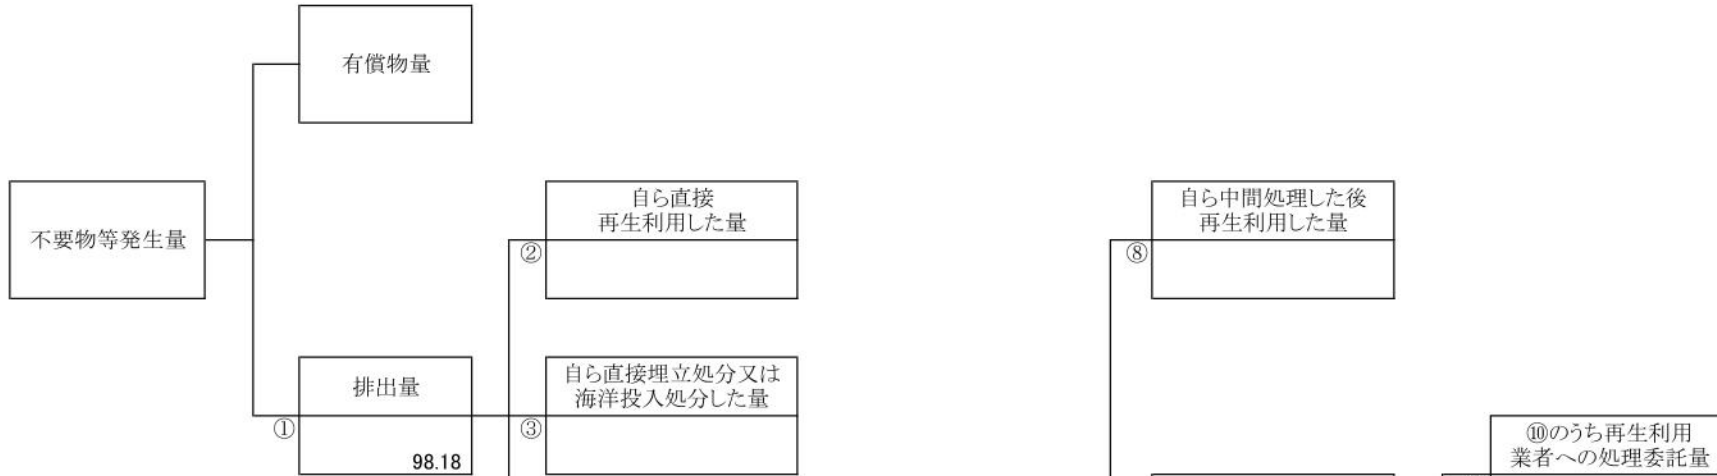 有償物量
不要物等発生量
自ら直接
再生利用した量
②
自ら中間処理した後
再生利用した量
⑧
排出量
①
98.18
自ら直接埋立処分又は
海洋投入処分した量
③
⑩のうち再生利用
業者への処理委託量